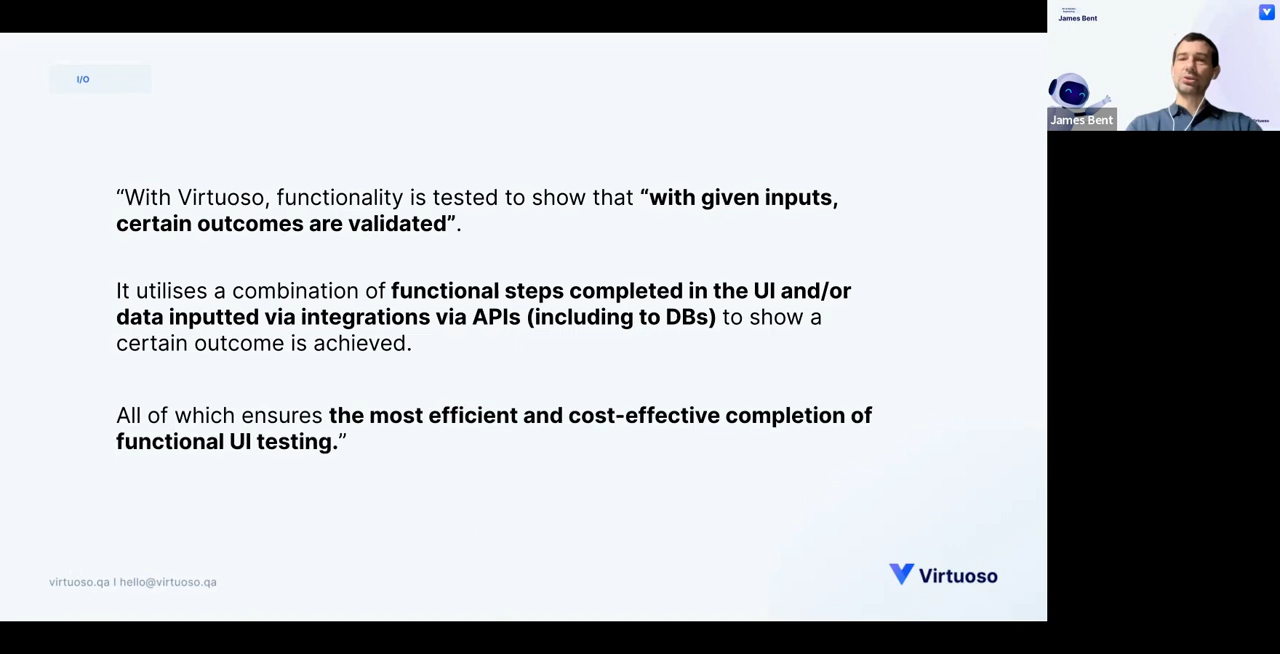 I/O
“With Virtuoso, functionality is tested to show that “with given inputs,
certain outcomes are validated”.
It utilises a combination of functional steps completed in the UI and/or
data inputted via integrations via APIs (including to DBs) to show a
certain outcome is achieved.
All of which ensures the most efficient and cost-effective completion of
functional UI testing.”
virtuoso.qa I hello@virtuoso.qa
Virtuoso
James Bent
James Bent
Virtuoso